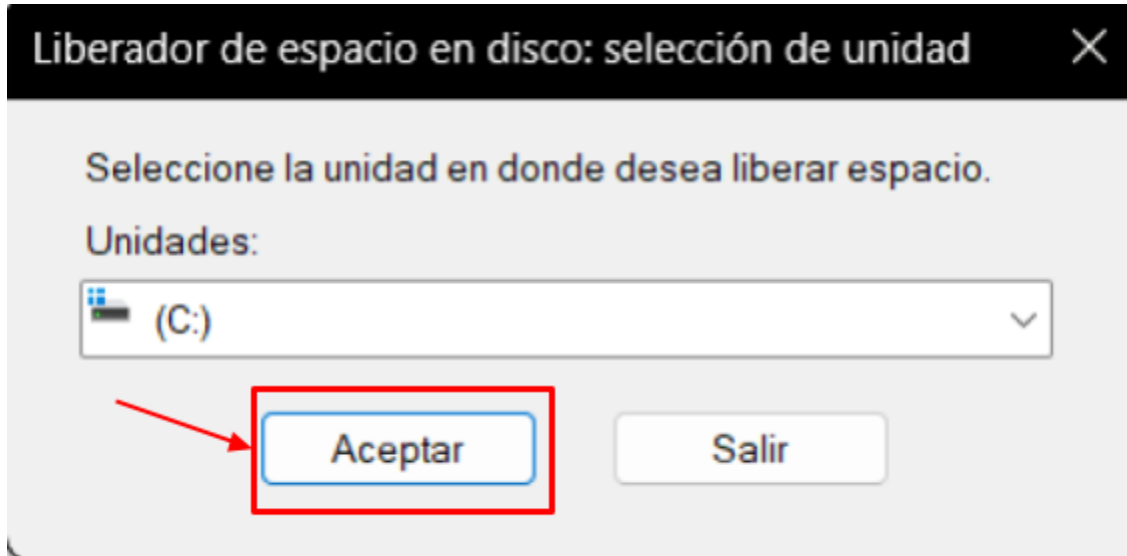 Liberador de espacio en disco: selección de unidad
Seleccione la unidad en donde desea liberar espacio.
Unidades:
(C:)
Aceptar
Salir